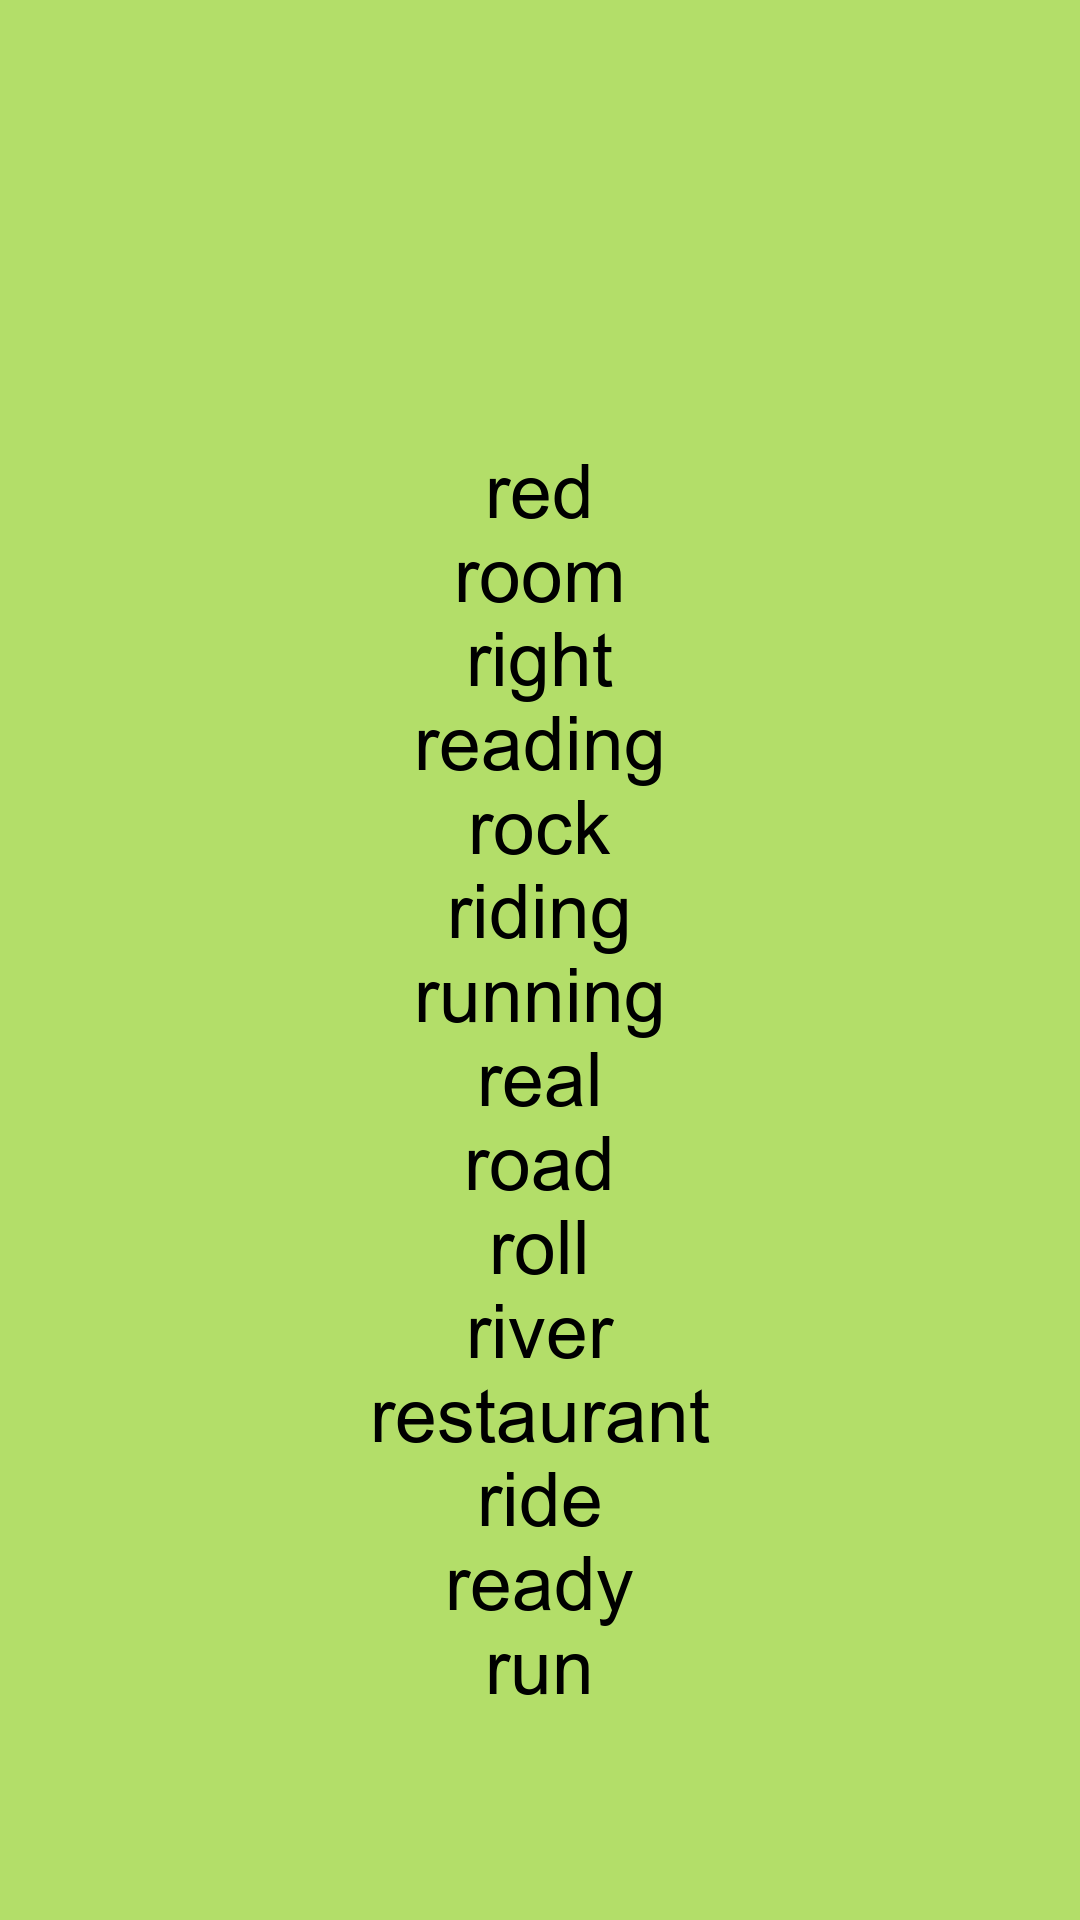 red
room
right
reading
rock
riding
running
real
road
roll
river
restaurant
ride
ready
run